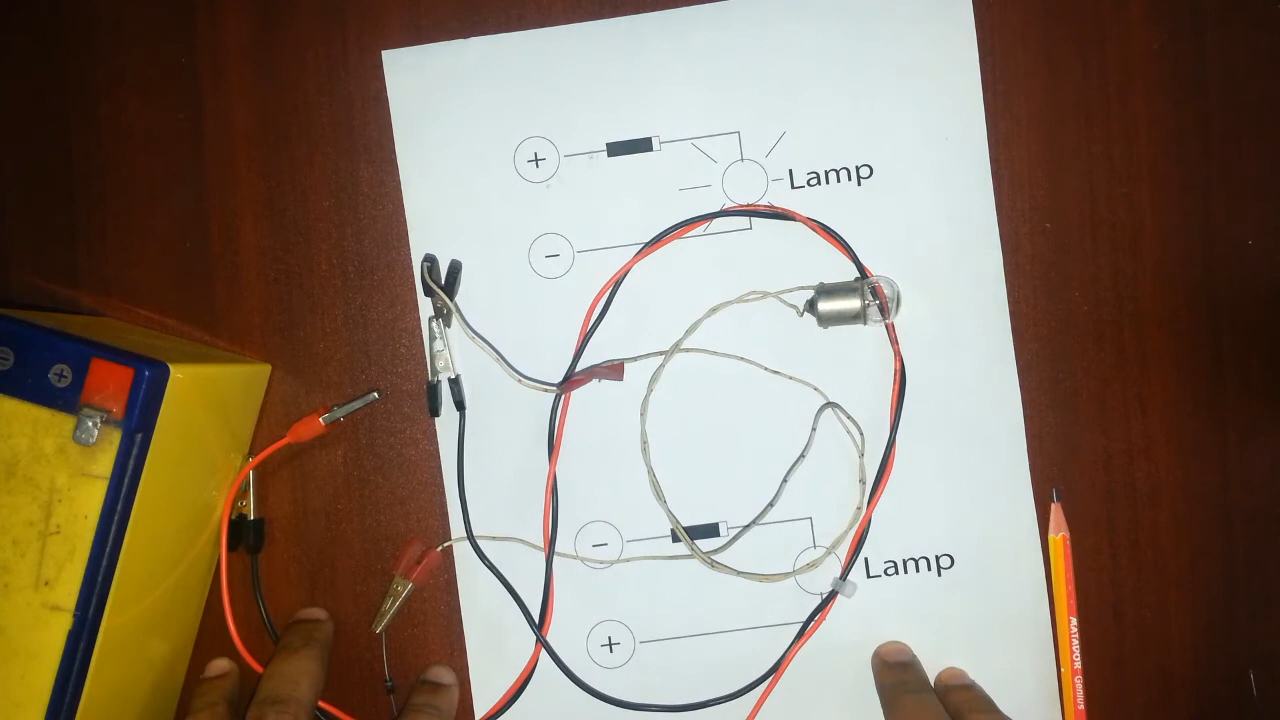 +
Lamp
−
− +
−
Lamp
+
MATADOR Genius